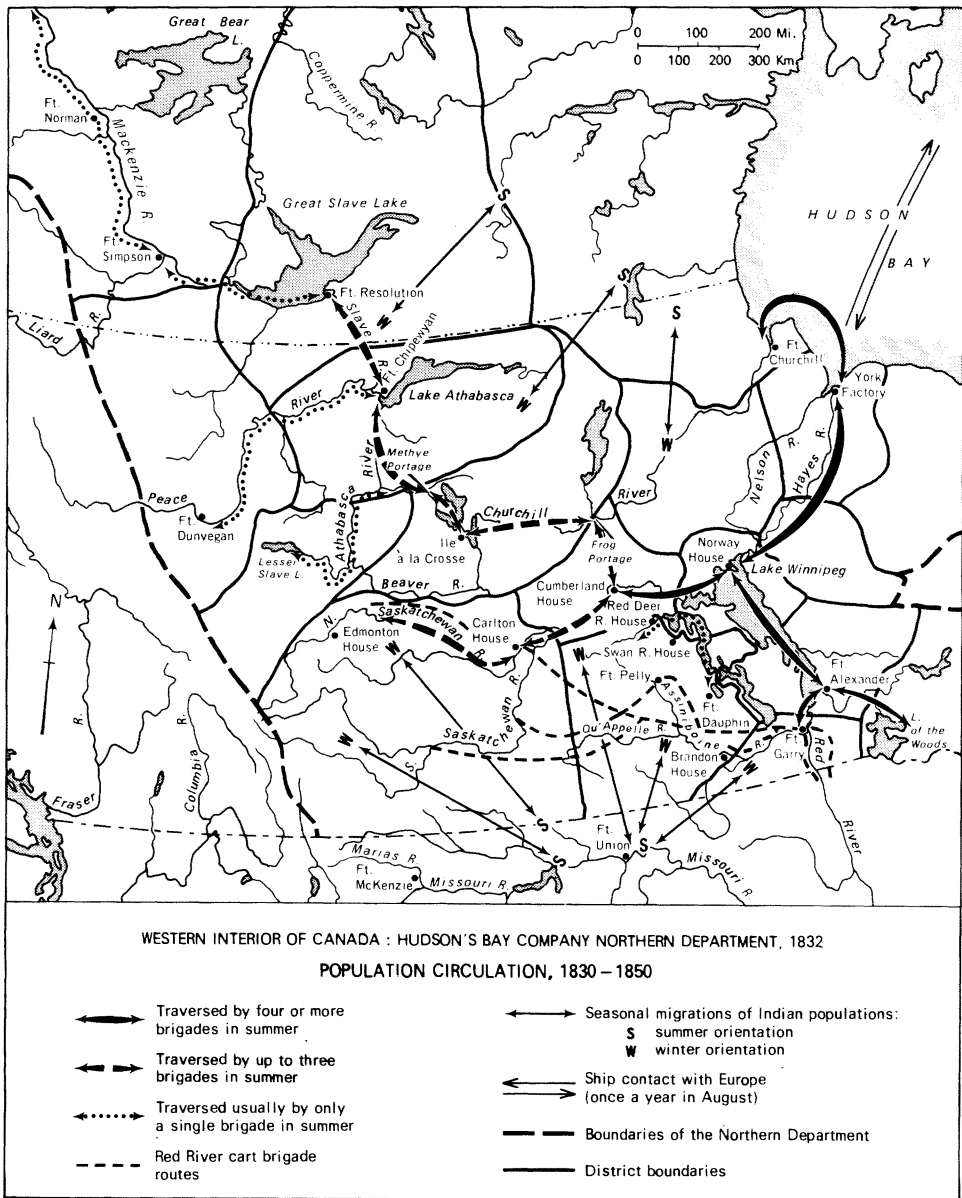 Great Bear
L.
Coppermine R.
0 100 200 Mi.
0 100 200 300 Km.
Ft.
Norman
Mackenzie R.
Great Slave Lake
HUDSON
BAY
Ft.
Simpson
Ft. Resolution
Liard R.
Slave R.
Ft. Chipewyan
S
S
S
W
W
W
Ft.
Churchill
York
Factory
River
Lake Athabasca
Methye
Portage
Peace
Ft.
Dunvegan
Athabasca River
Churchill
River
Nelson R.
Hayes R.
Ile
à la Crosse
Frog
Portage
Norway
House
Lake Winnipeg
Lesser
Slave L.
Beaver R.
Cumberland
House
Red Deer
R. House
N
N.
Saskatchewan
R.
Carlton
House
Edmonton
House
W
W
Swan R. House
Ft. Pelly
Assiniboine
R.
Ft.
Dauphin
Ft.
Alexander
L.
of the
Woods
R.
Columbia
R.
Saskatchewan
R.
S.
Qu'Appelle R.
W
W
W
Brandon
House
Ft.
Garry
Red
River
Fraser
S
S
S
Ft.
Union
Marias R.
Ft.
McKenzie
Missouri R.
Missouri R.
WESTERN INTERIOR OF CANADA : HUDSON'S BAY COMPANY NORTHERN DEPARTMENT, 1832
POPULATION CIRCULATION, 1830–1850
Traversed by four or more
brigades in summer
Traversed by up to three
brigades in summer
Traversed usually by only
a single brigade in summer
Red River cart brigade
routes
Seasonal migrations of Indian populations:
S summer orientation
W winter orientation
Ship contact with Europe
(once a year in August)
Boundaries of the Northern Department
District boundaries